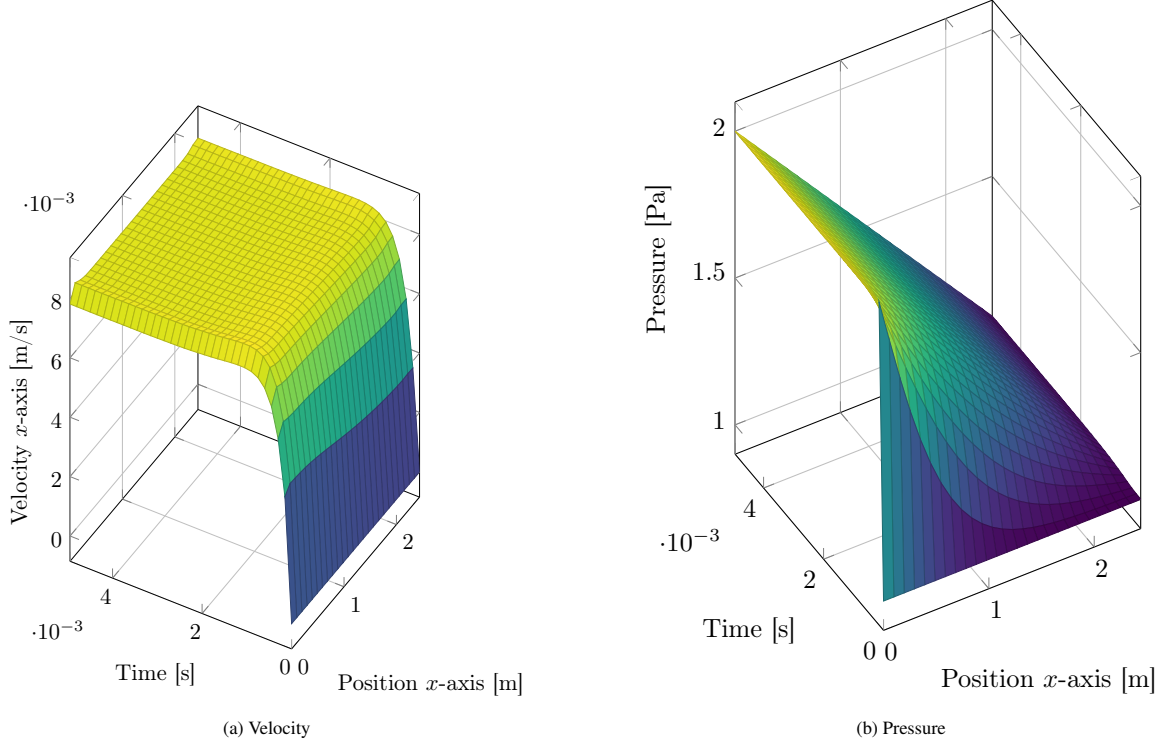 ·10⁻³
8
6
4
2
0
Velocity x-axis [m/s]
4
2
0
·10⁻³
Time [s]
0
1
2
Position x-axis [m]
(a) Velocity
2
1.5
1
Pressure [Pa]
4
2
0
·10⁻³
Time [s]
0
1
2
Position x-axis [m]
(b) Pressure